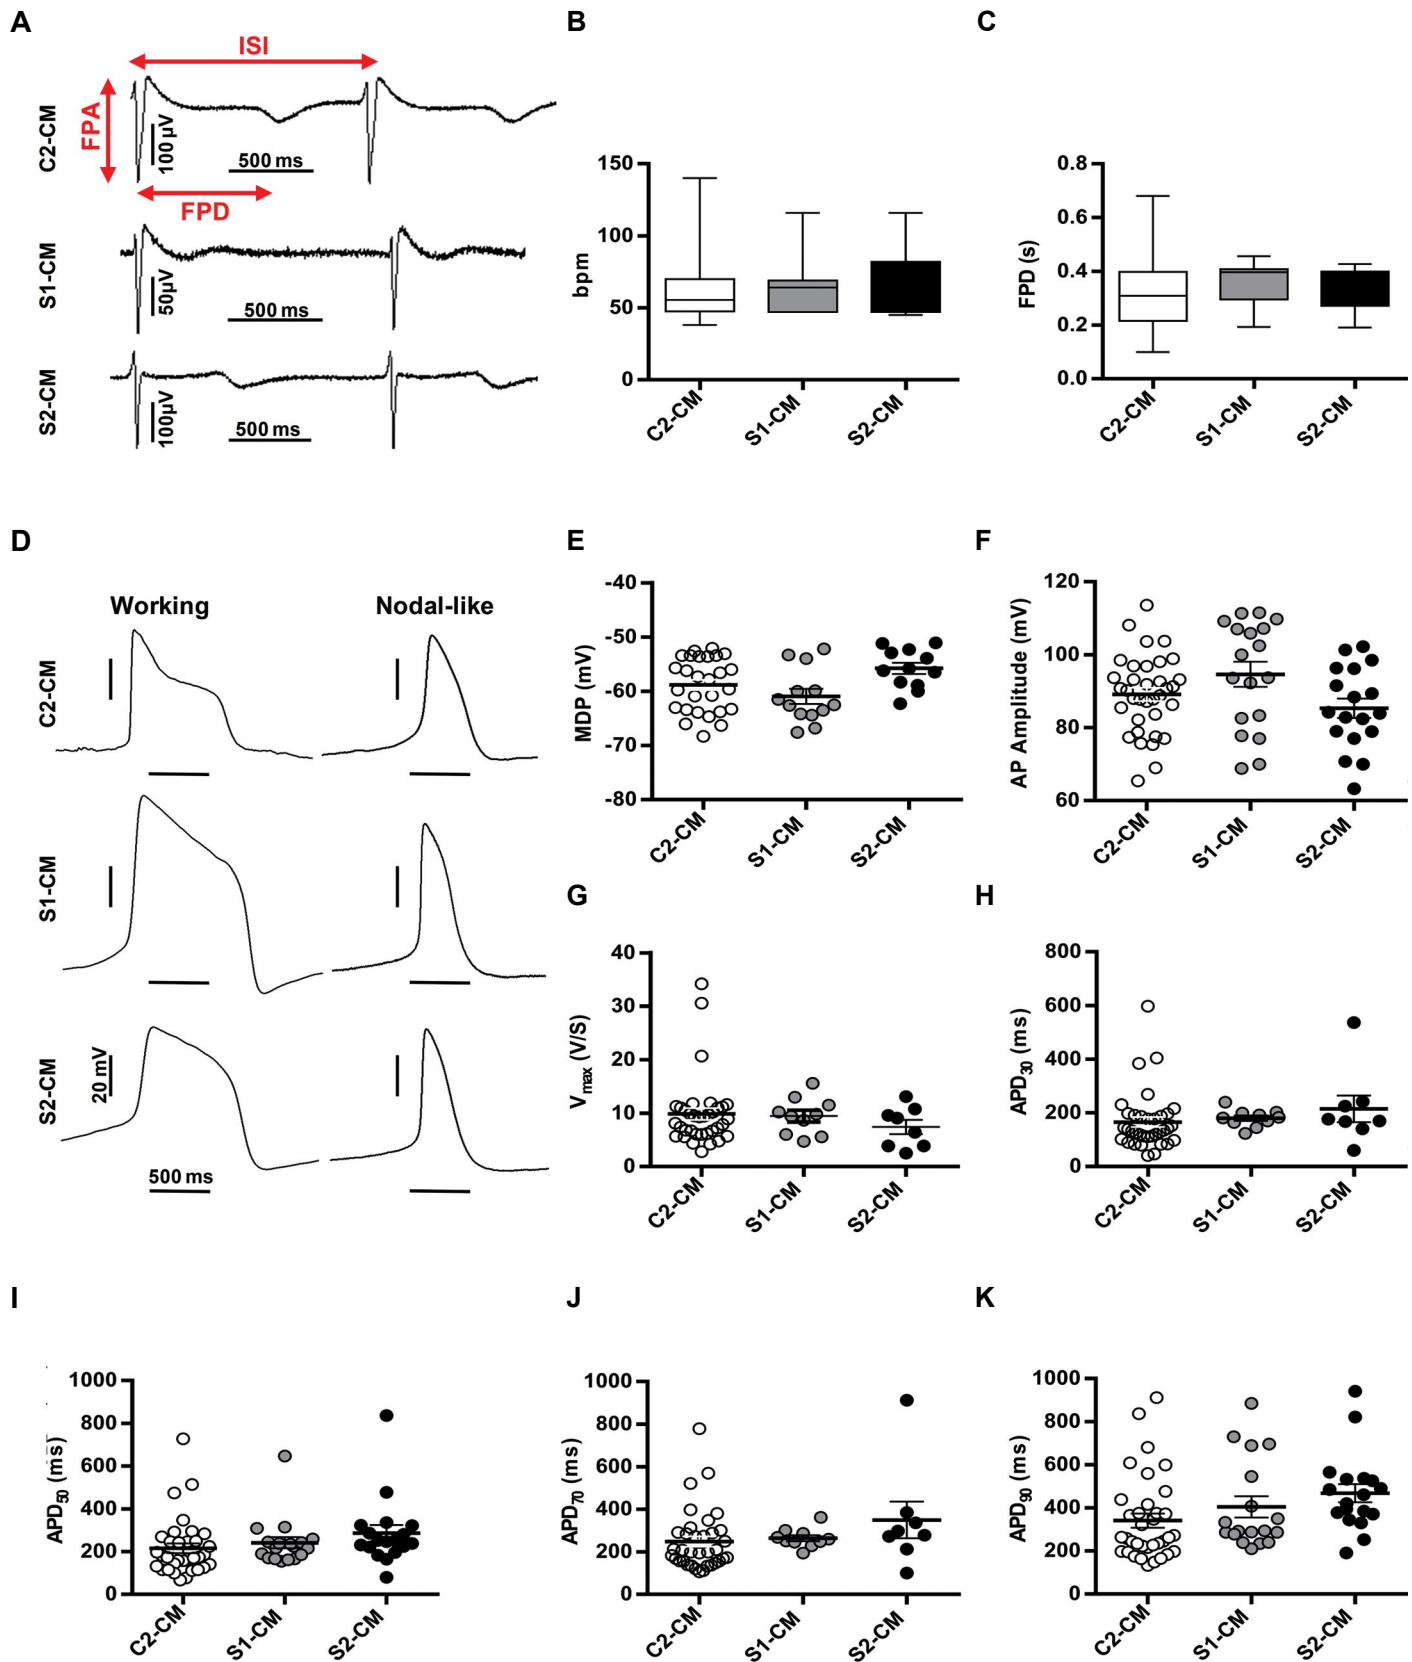 A
ISI
FPA
C2-CM
100 µV
500 ms
FPD
S1-CM
50µV
500 ms
S2-CM
100µV
500 ms
B
bpm
150
100
50
0
C2-CM
S1-CM
S2-CM
C
FPD (s)
0.8
0.6
0.4
0.2
0.0
C2-CM
S1-CM
S2-CM
D
Working
Nodal-like
C2-CM
S1-CM
S2-CM
20 mV
500 ms
E
MDP (mV)
-40
-50
-60
-70
-80
C2-CM
S1-CM
S2-CM
F
AP Amplitude (mV)
120
100
80
60
C2-CM
S1-CM
S2-CM
G
Vmax (V/S)
40
30
20
10
0
C2-CM
S1-CM
S2-CM
H
APD30 (ms)
800
600
400
200
0
C2-CM
S1-CM
S2-CM
I
APD50 (ms)
1000
800
600
400
200
0
C2-CM
S1-CM
S2-CM
J
APD70 (ms)
1000
800
600
400
200
0
C2-CM
S1-CM
S2-CM
K
APD90 (ms)
1000
800
600
400
200
0
C2-CM
S1-CM
S2-CM